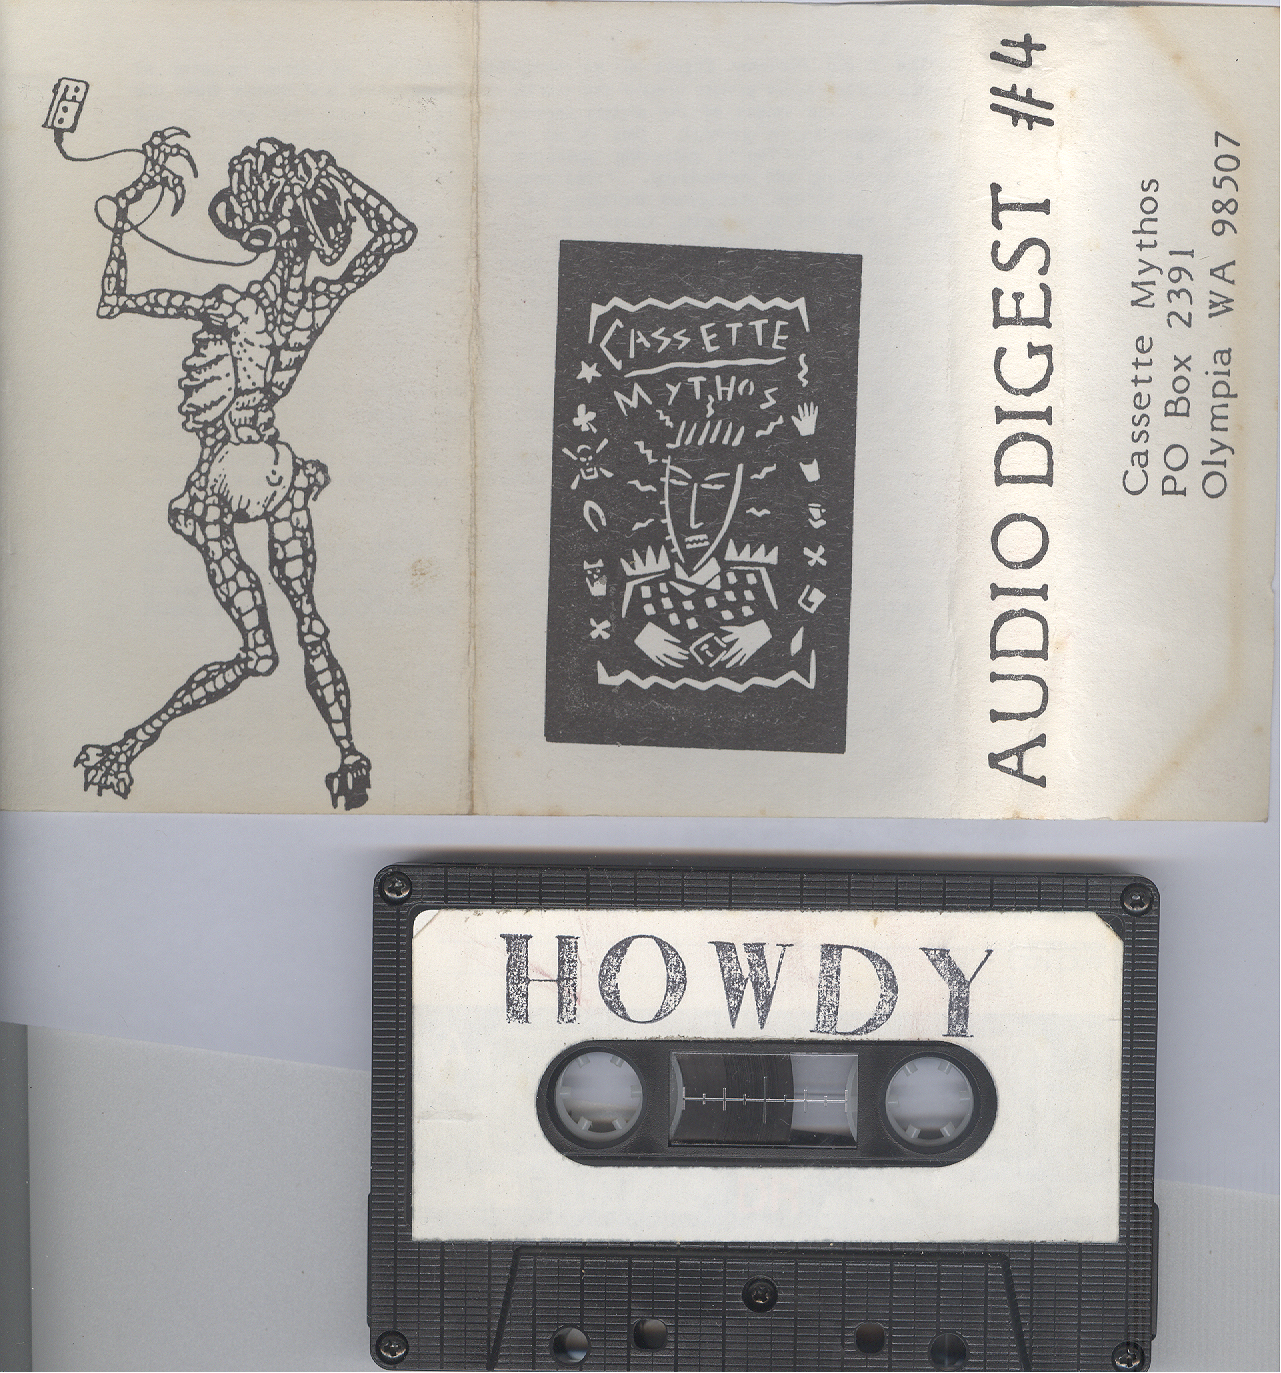 CASSETTE
MYTHOS
AUDIO DIGEST #4
Cassette Mythos
PO Box 2391
Olympia WA 98507
HOWDY